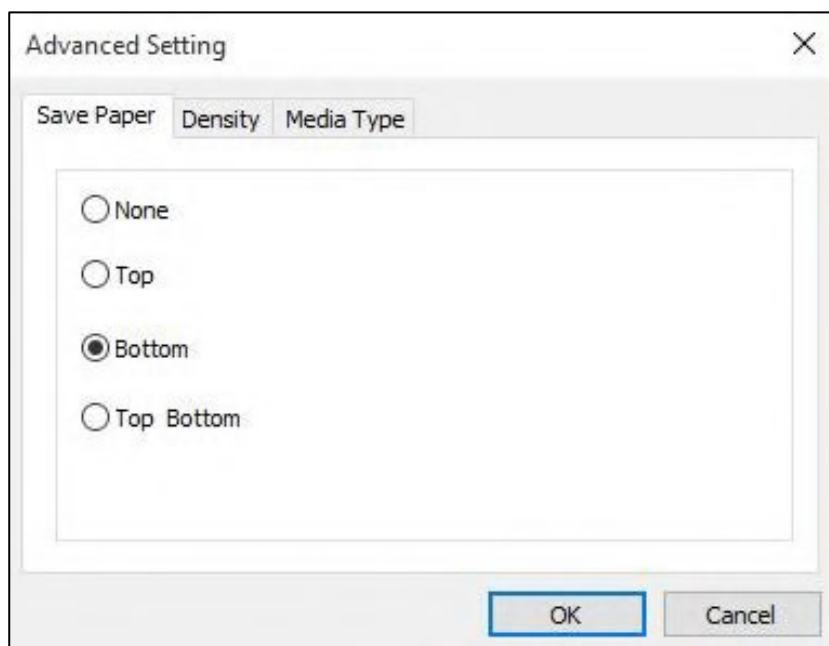 Advanced Setting
Save Paper Density Media Type
None
Top
Bottom
Top Bottom
OK Cancel